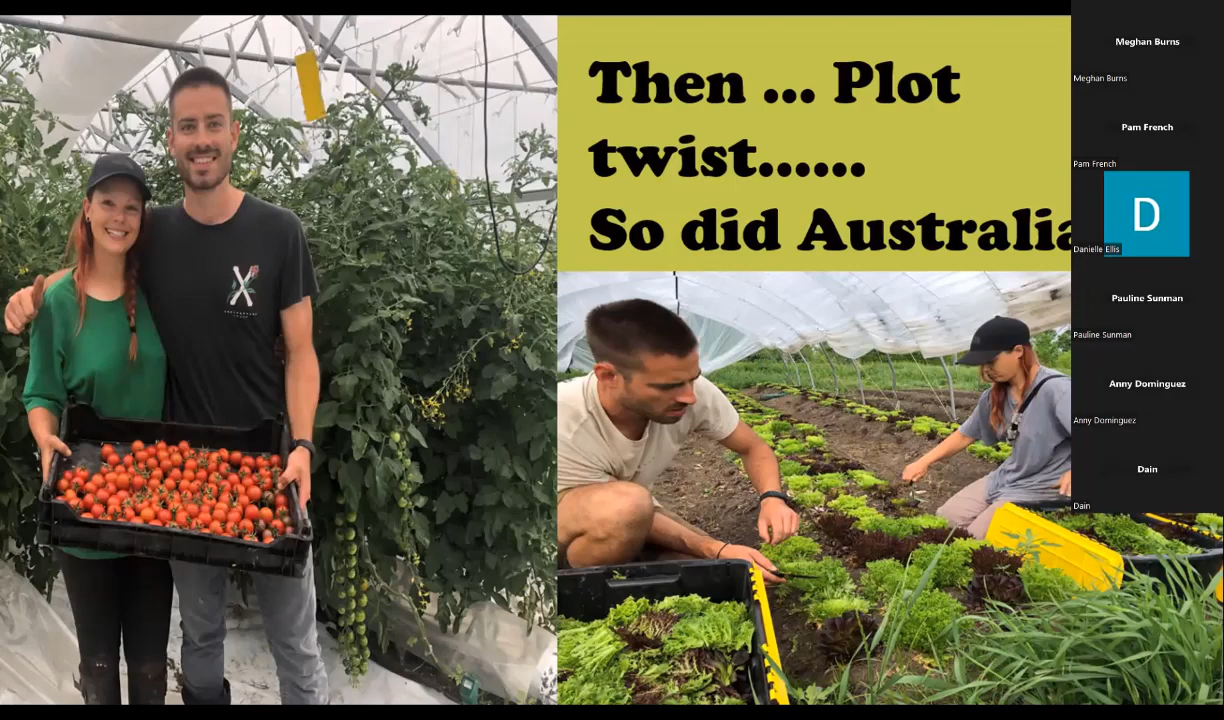 Then ... Plot
twist......
So did Australia
Meghan Burns
Meghan Burns
Pam French
Pam French
D
Danielle Ellis
Pauline Sunman
Pauline Sunman
Anny Dominguez
Anny Dominguez
Dain
Dain
X